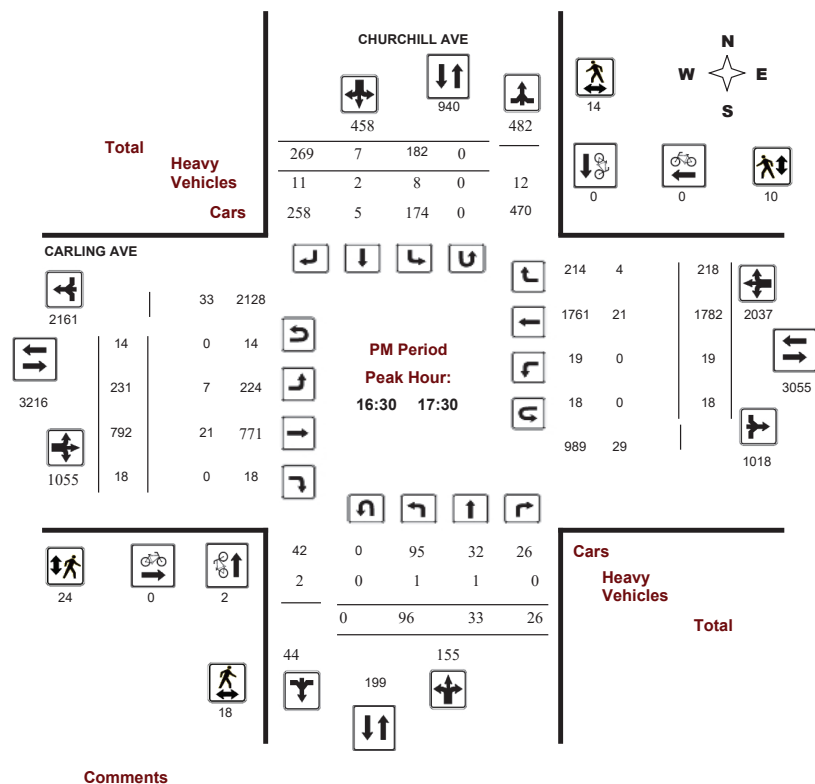 CHURCHILL AVE
N
W E
S
940
14
458 482
Total 269 7 182 0
Heavy
Vehicles 11 2 8 0 12
Cars 258 5 174 0 470
0 0 10
CARLING AVE
214 4 218
2161 33 2128
1761 21 1782 2037
14 0 14
PM Period
19 0 19
3216 231 7 224
Peak Hour:
3055
16:30 17:30
18 0 18
792 21 771
989 29
1018
1055 18 0 18
42 0 95 32 26 Cars
2 0 1 1 0 Heavy
Vehicles
24 0 2
0 96 33 26 Total
44 155
199
18
Comments